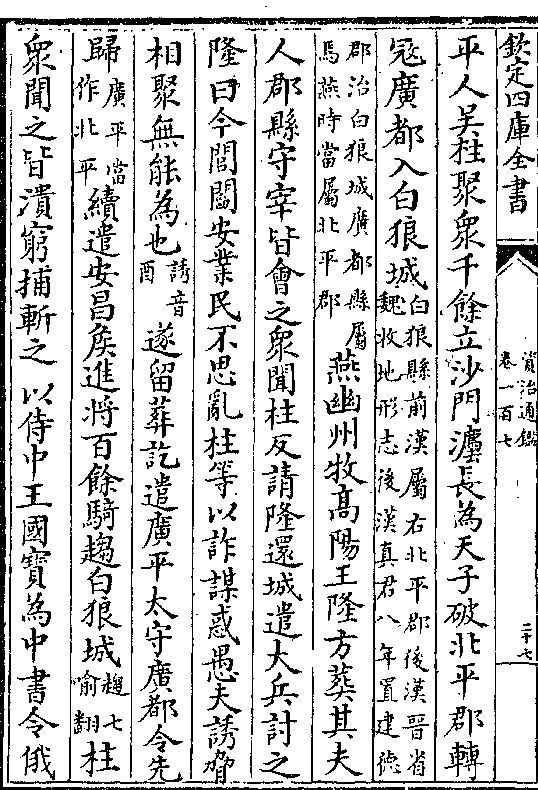 欽定四庫全書
資治通鑑
卷一百七
二十七
平人吳柱聚衆千餘立沙門灋長為天子破北平郡轉
冦廣都入白狼城
白狼縣前漢屬右北平郡後漢晉省
魏收地形志後漢真君八年置建德
郡治白狼城廣都縣屬
馬燕時當屬北平郡
燕幽州牧高陽王隆方葬其夫
人郡縣守宰皆會之衆聞柱反請隆還城遣大兵討之
隆曰今閭閻安業民不思亂柱等以詐謀惑愚夫誘脅
相聚無能為也
誘音
酉
遂留葬訖遣廣平太守廣都令先
歸
廣平當
作北平
續遣安昌侯進將百餘騎趨白狼城
趨七
喻翻
柱
衆聞之皆潰窮捕斬之 以侍中王國寶為中書令俄